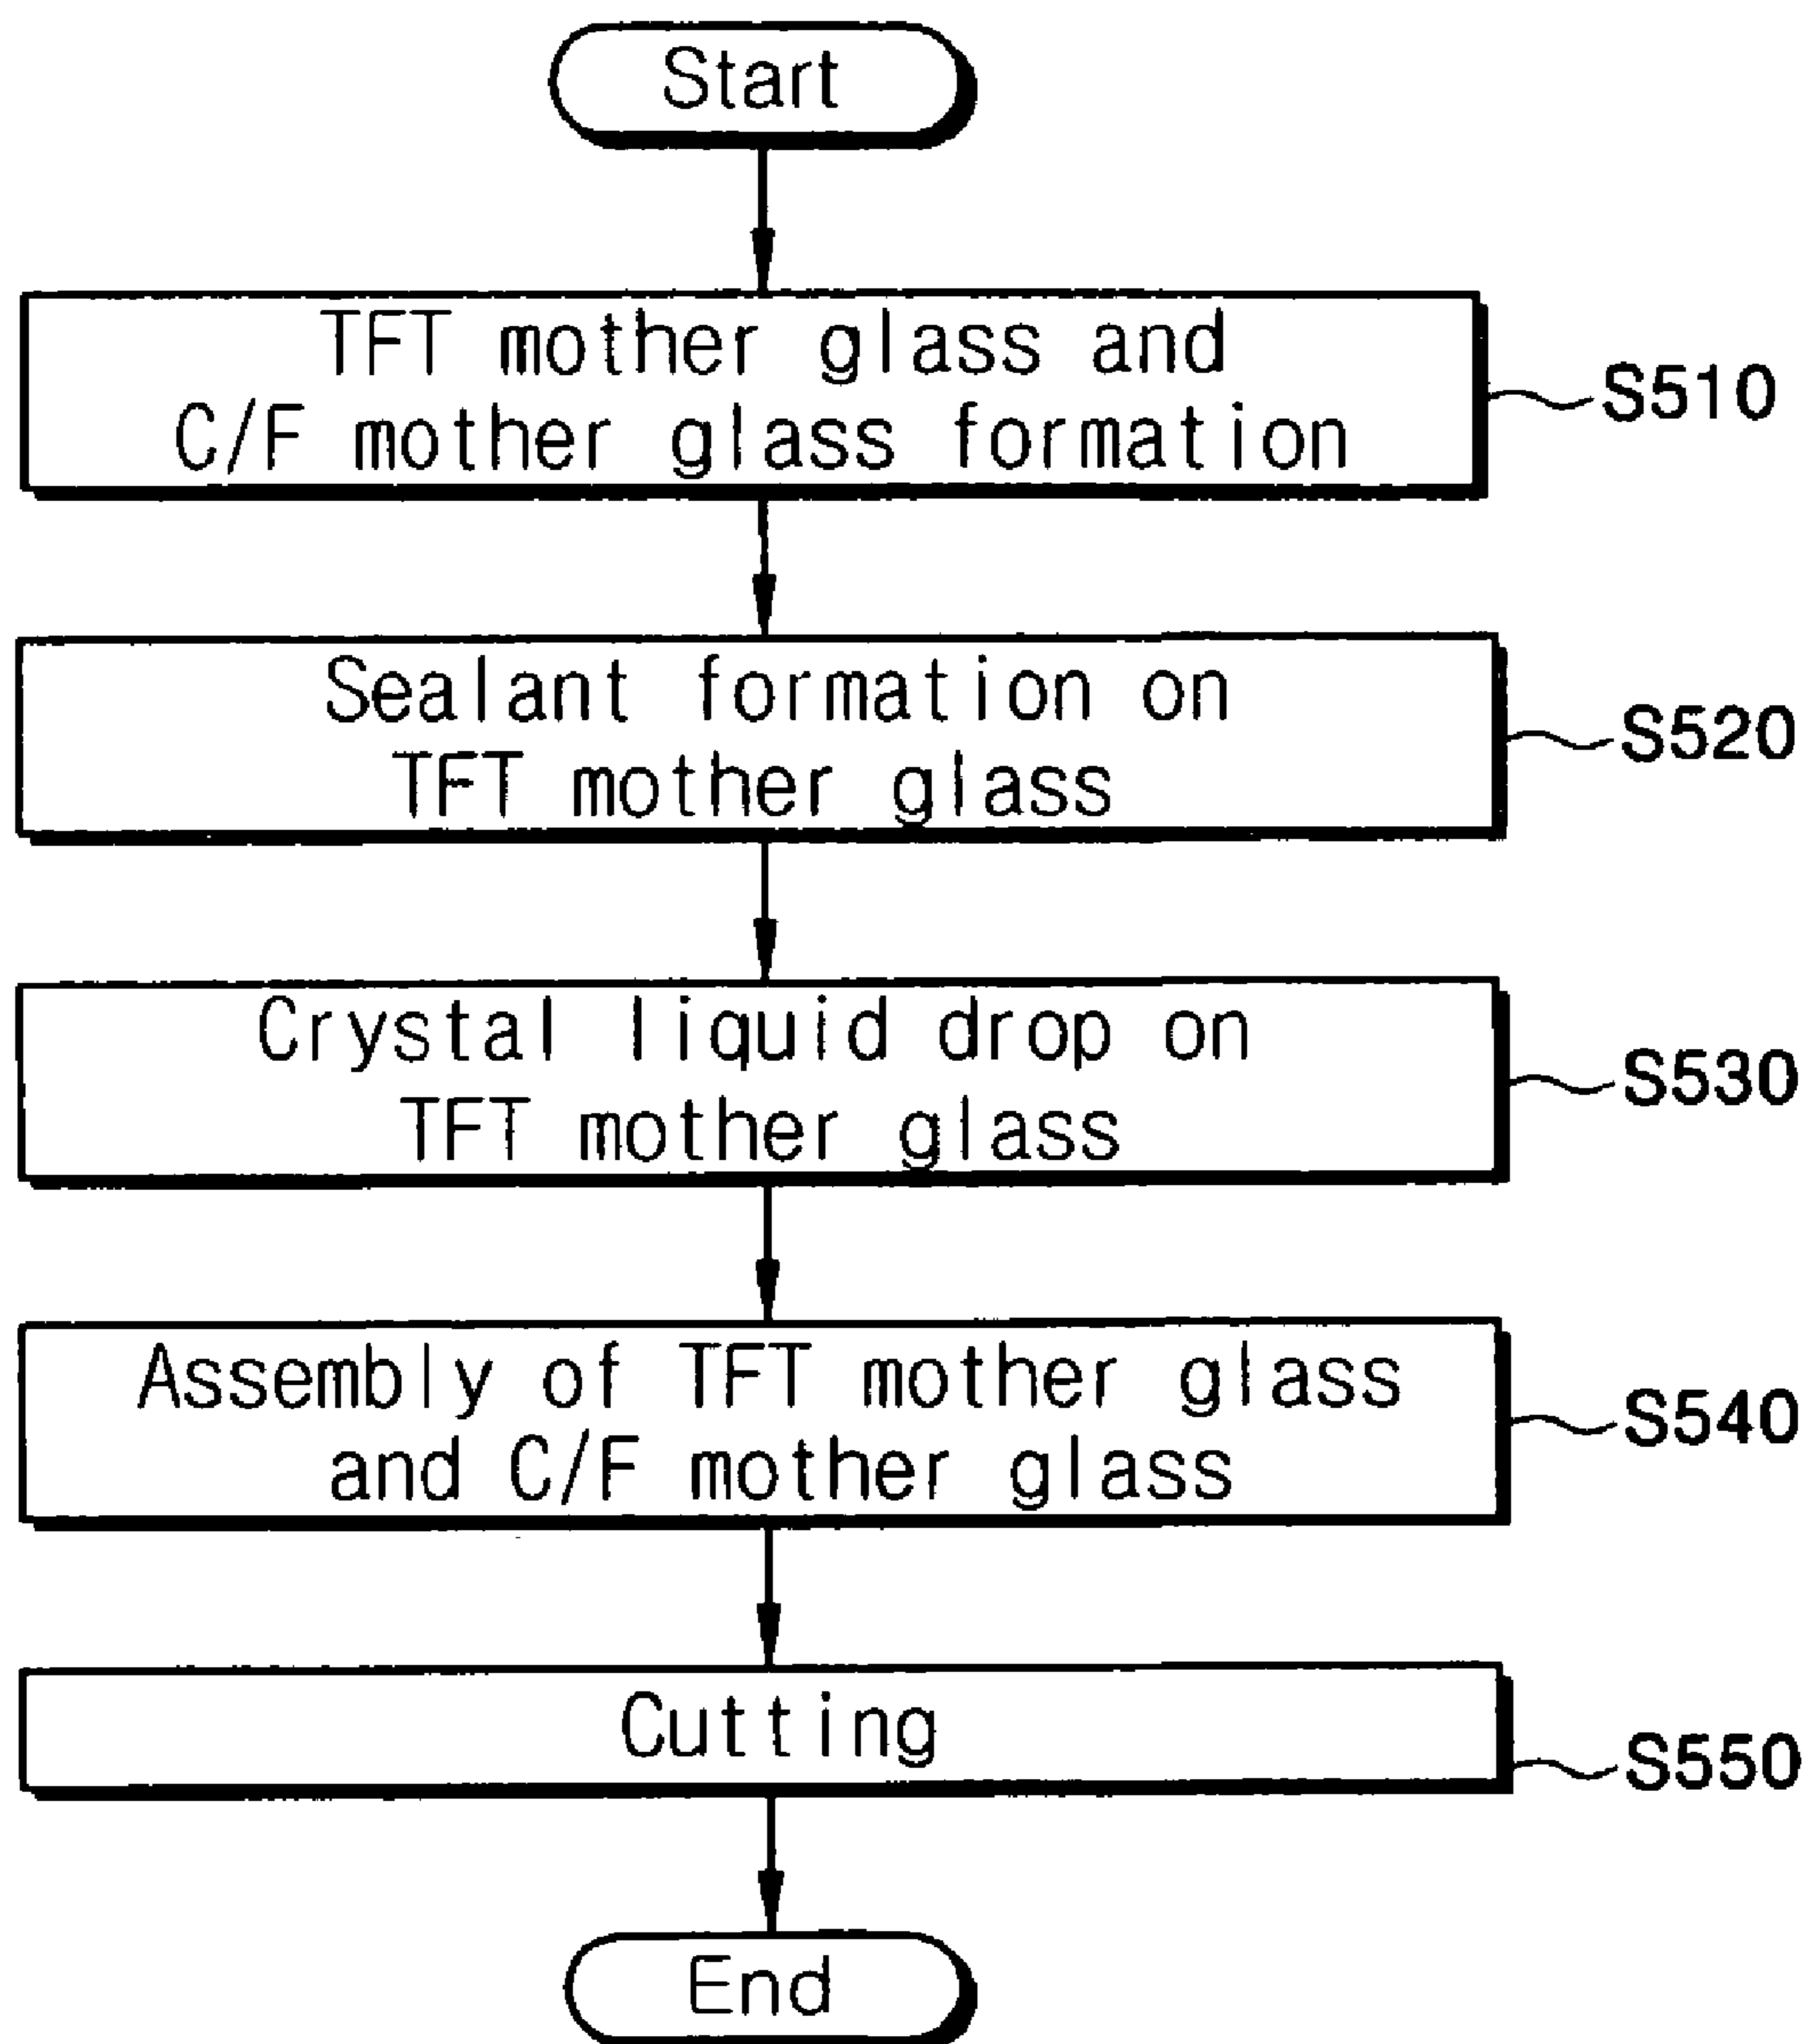 Start
TFT mother glass and
C/F mother glass formation
S510
Sealant formation on
TFT mother glass
S520
Crystal liquid drop on
TFT mother glass
S530
Assembly of TFT mother glass
and C/F mother glass
S540
Cutting
S550
End